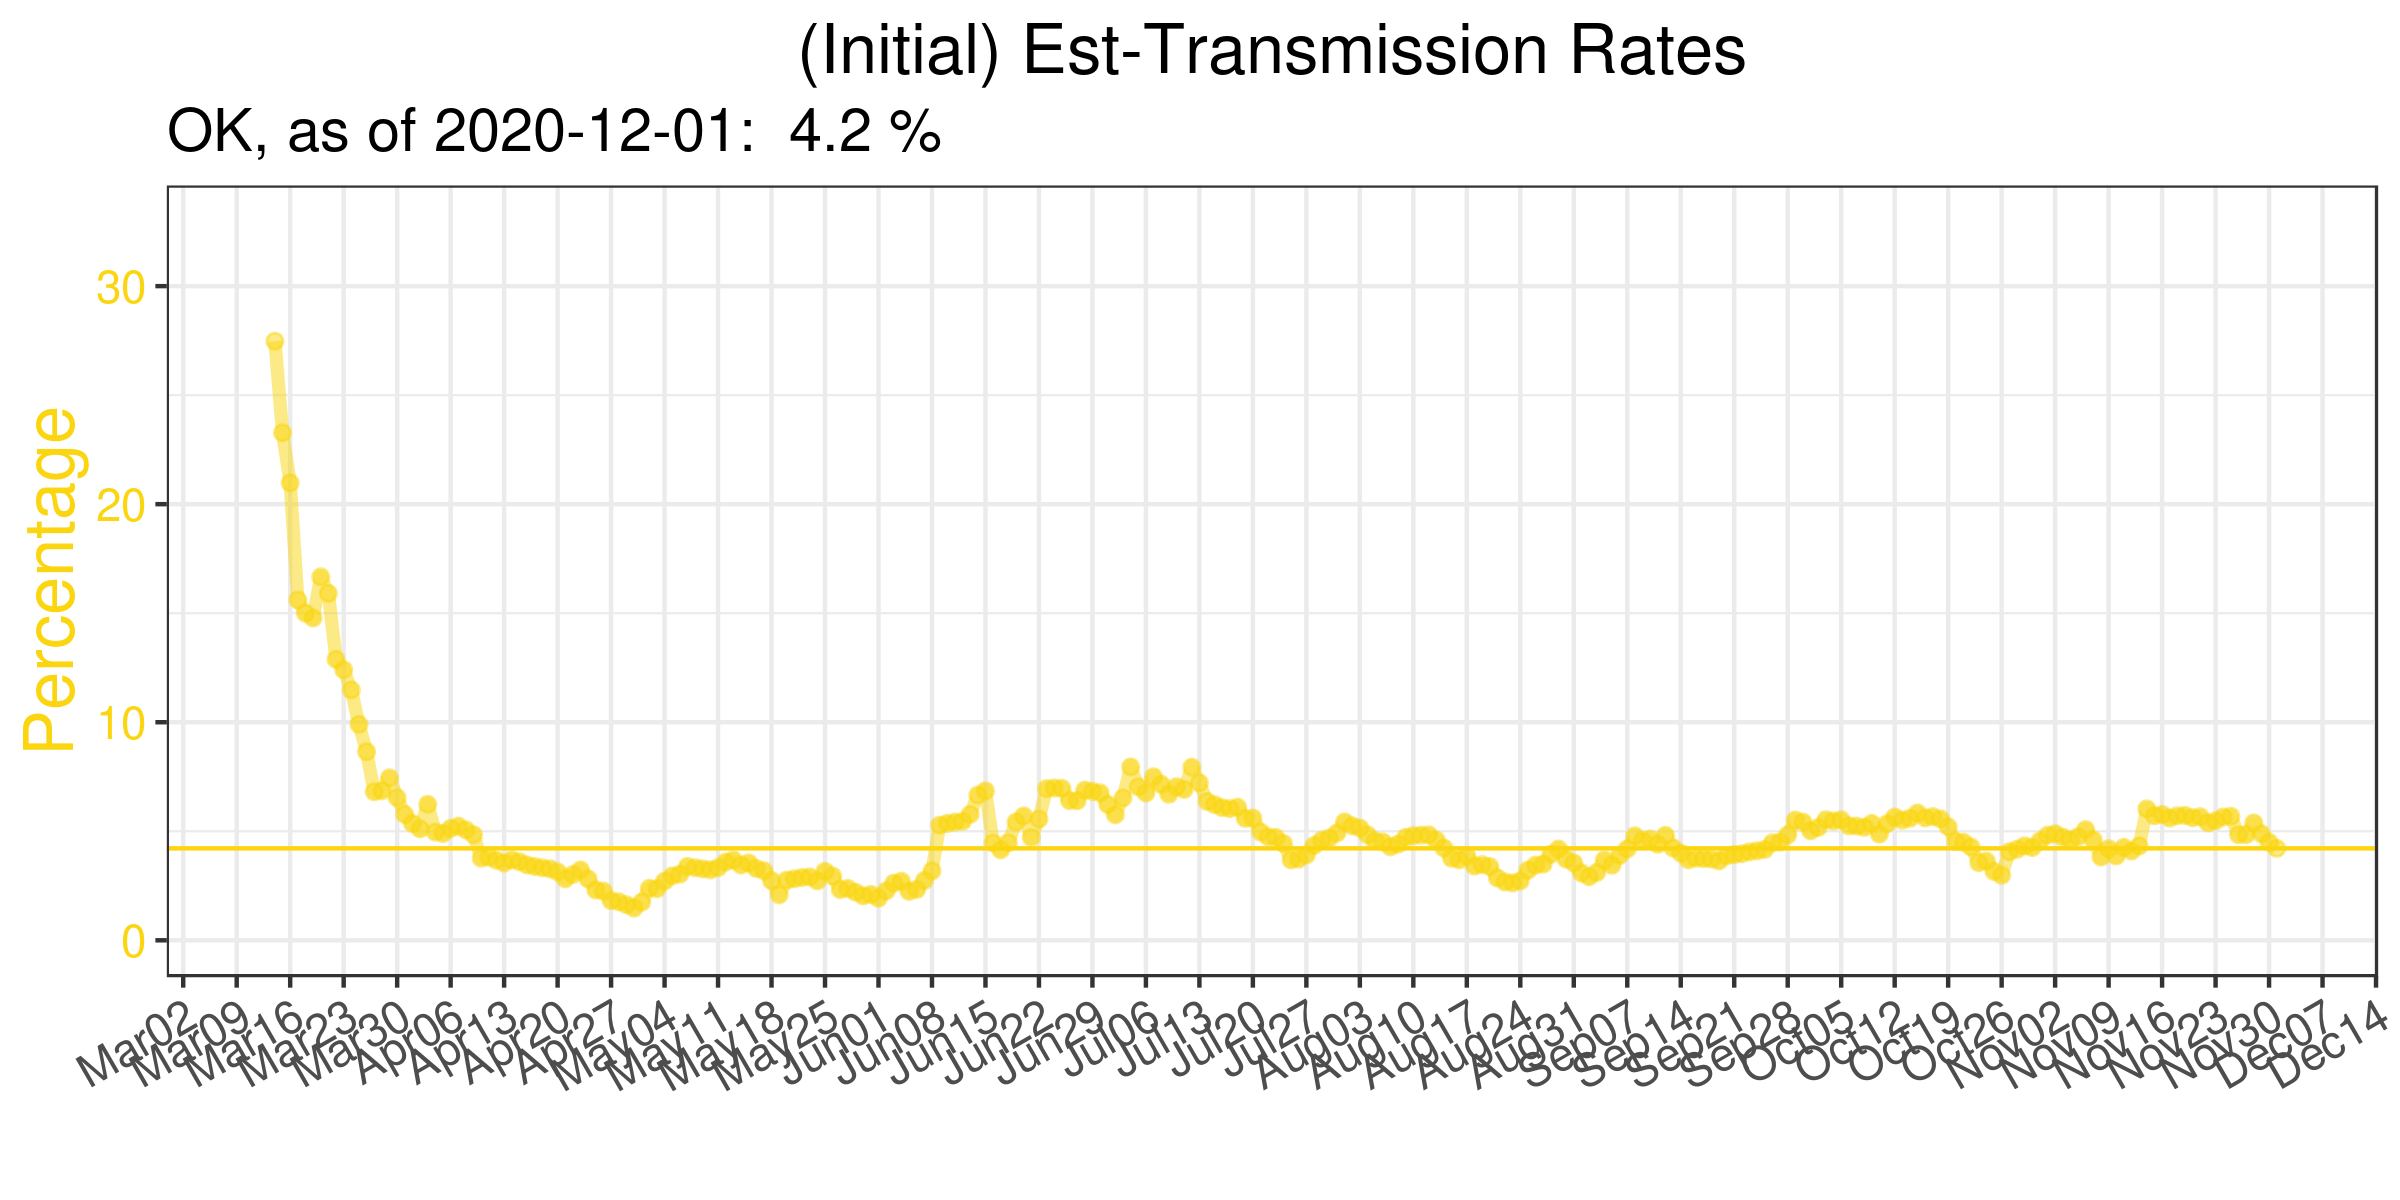 (Initial) Est-Transmission Rates
OK, as of 2020-12-01:  4.2 %
Percentage
30
20
10
0
Mar02
Mar09
Mar16
Mar23
Mar30
Apr06
Apr13
Apr20
Apr27
May04
May11
May18
May25
Jun01
Jun08
Jun15
Jun22
Jun29
Jul06
Jul13
Jul20
Jul27
Aug03
Aug10
Aug17
Aug24
Aug31
Sep07
Sep14
Sep21
Sep28
Oct05
Oct12
Oct19
Oct26
Nov02
Nov09
Nov16
Nov23
Nov30
Dec07
Dec14